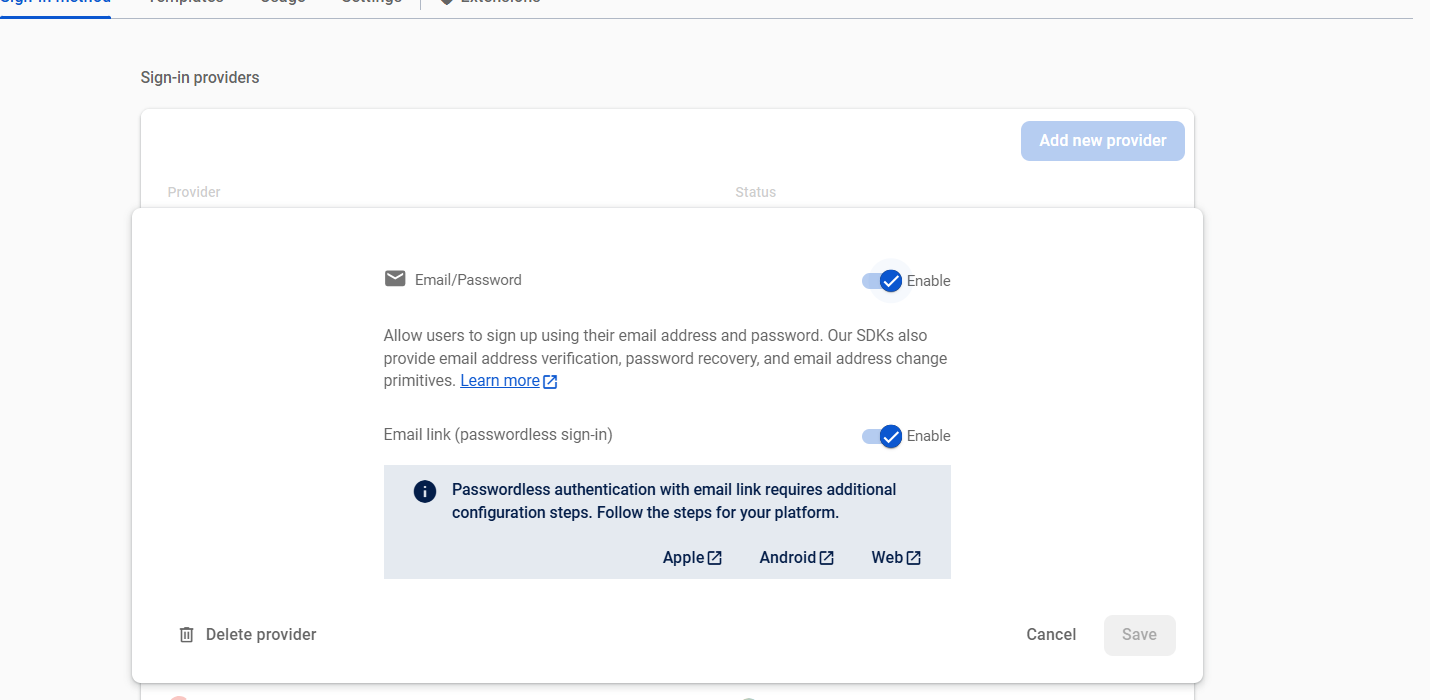 Sign-in method Templates Usage Settings Extensions
Sign-in providers
Add new provider
Provider Status
Email/Password Enable
Allow users to sign up using their email address and password. Our SDKs also
provide email address verification, password recovery, and email address change
primitives. Learn more
Email link (passwordless sign-in) Enable
Passwordless authentication with email link requires additional
configuration steps. Follow the steps for your platform.
Apple Android Web
Delete provider Cancel Save